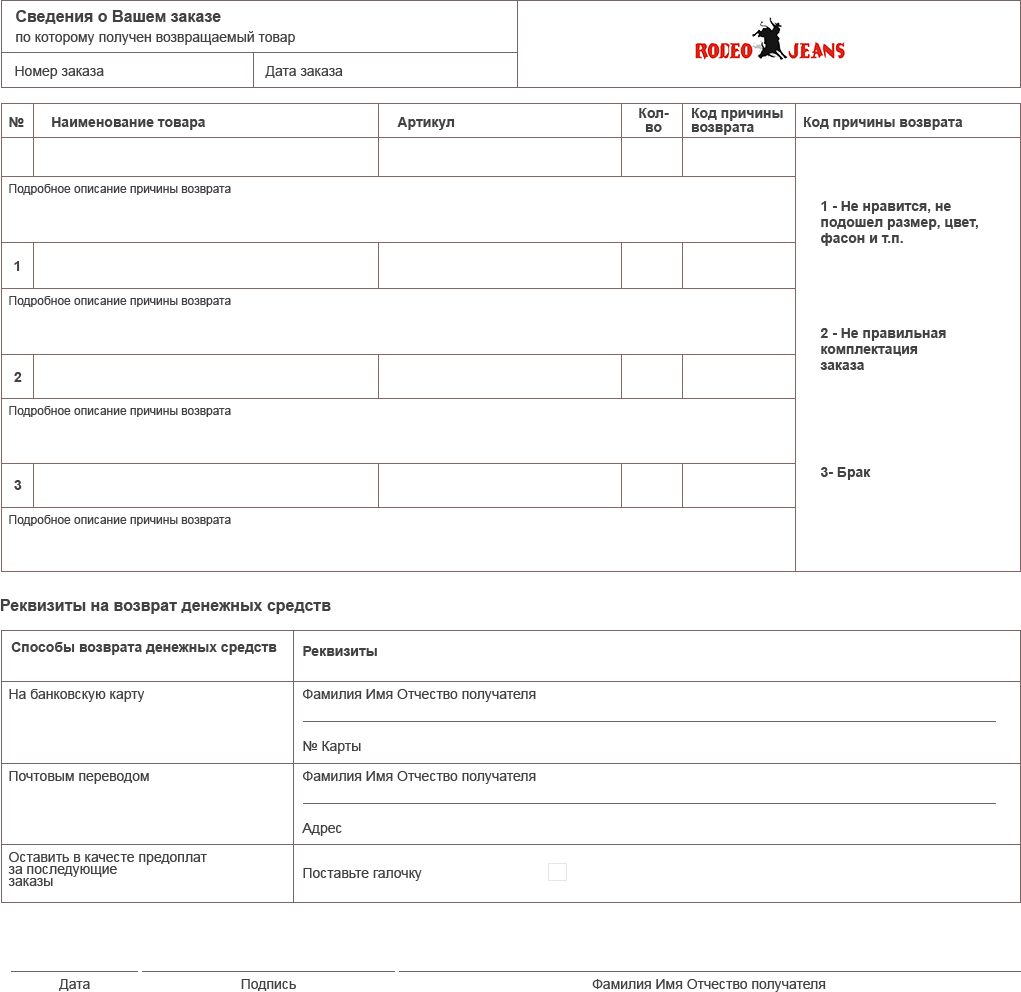 Сведения о Вашем заказе
по которому получен возвращаемый товар
RODEO JEANS
Номер заказа
Дата заказа
№
Наименование товара
Артикул
Кол-
во
Код причины
возврата
Код причины возврата
Подробное описание причины возврата
1 - Не нравится, не
подошел размер, цвет,
фасон и т.п.
1
Подробное описание причины возврата
2 - Не правильная
комплектация
заказа
2
Подробное описание причины возврата
3- Брак
3
Подробное описание причины возврата
Реквизиты на возврат денежных средств
Способы возврата денежных средств
Реквизиты
На банковскую карту
Фамилия Имя Отчество получателя
№ Карты
Почтовым переводом
Фамилия Имя Отчество получателя
Адрес
Оставить в качесте предоплат
за последующие
заказы
Поставьте галочку
Дата
Подпись
Фамилия Имя Отчество получателя